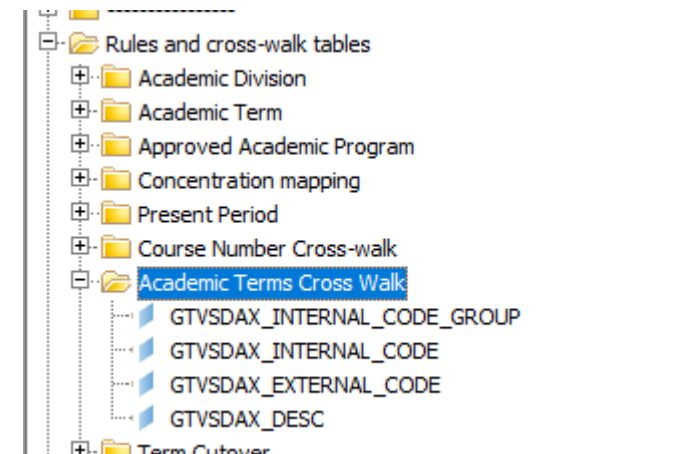 Rules and cross-walk tables
Academic Division
Academic Term
Approved Academic Program
Concentration mapping
Present Period
Course Number Cross-walk
Academic Terms Cross Walk
GTVSDAX_INTERNAL_CODE_GROUP
GTVSDAX_INTERNAL_CODE
GTVSDAX_EXTERNAL_CODE
GTVSDAX_DESC
Term Cutover